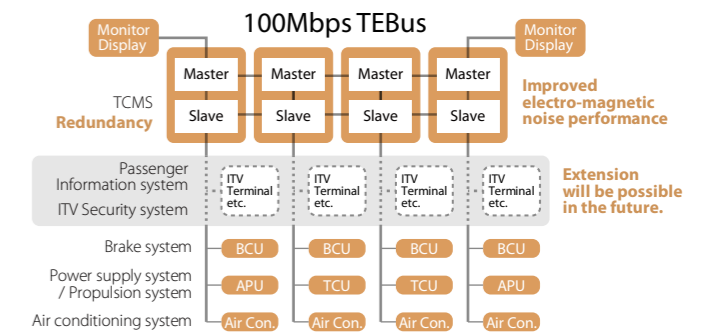 100Mbps TEBus
Monitor
Display
Monitor
Display
Master
Master
Master
Master
TCMS
Redundancy
Slave
Slave
Slave
Slave
Improved
electro-magnetic
noise performance
Passenger
Information system
ITV Security system
ITV
Terminal
etc.
ITV
Terminal
etc.
ITV
Terminal
etc.
ITV
Terminal
etc.
Extension
will be possible
in the future.
Brake system
BCU
BCU
BCU
BCU
Power supply system
/ Propulsion system
APU
TCU
TCU
APU
Air conditioning system
Air Con.
Air Con.
Air Con.
Air Con.